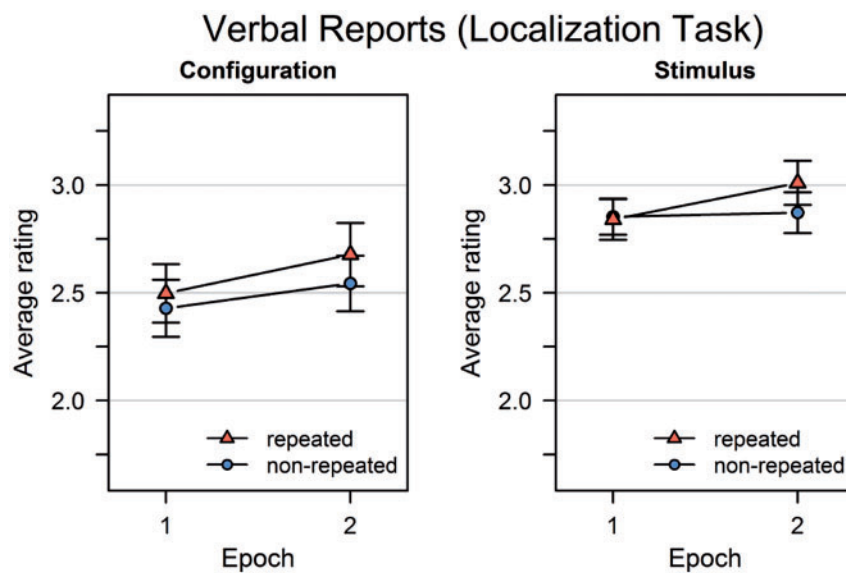 Verbal Reports (Localization Task)
Configuration
Average rating
3.0
2.5
2.0
repeated
non-repeated
1 2
Epoch
Stimulus
Average rating
3.0
2.5
2.0
repeated
non-repeated
1 2
Epoch